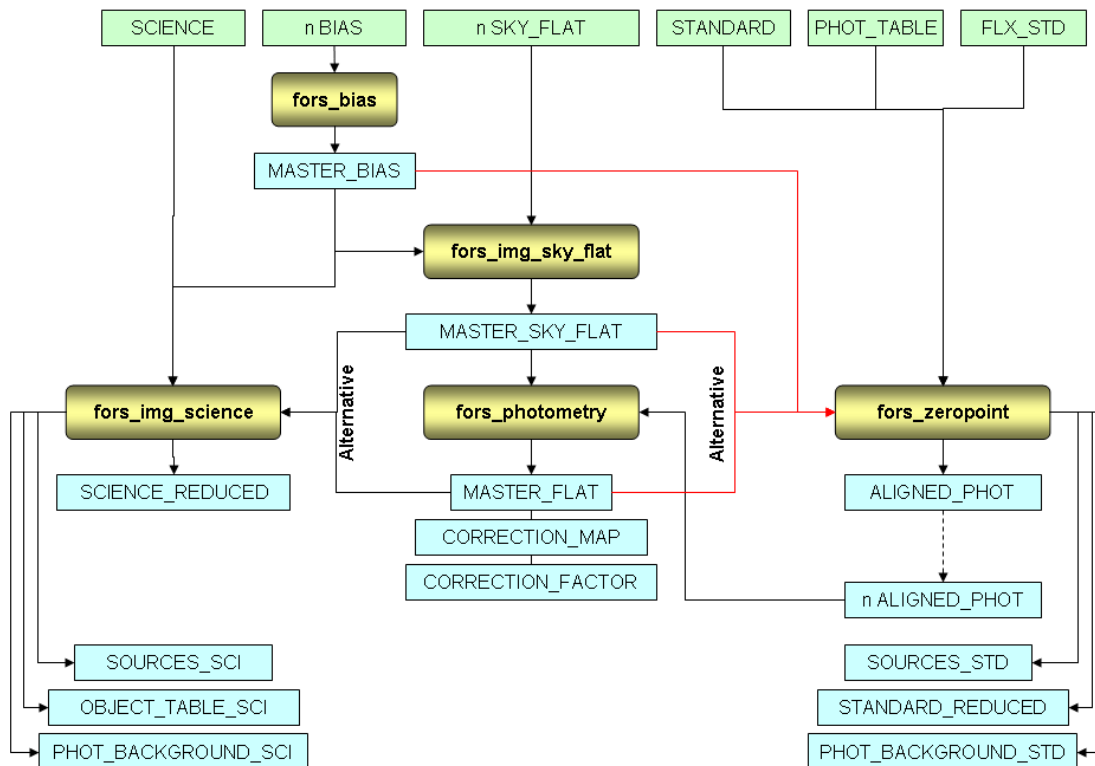 SCIENCE
n BIAS
n SKY_FLAT
STANDARD
PHOT_TABLE
FLX_STD
fors_bias
MASTER_BIAS
fors_img_sky_flat
MASTER_SKY_FLAT
Alternative
Alternative
fors_img_science
fors_photometry
fors_zeropoint
SCIENCE_REDUCED
MASTER_FLAT
ALIGNED_PHOT
CORRECTION_MAP
CORRECTION_FACTOR
n ALIGNED_PHOT
SOURCES_SCI
SOURCES_STD
OBJECT_TABLE_SCI
STANDARD_REDUCED
PHOT_BACKGROUND_SCI
PHOT_BACKGROUND_STD